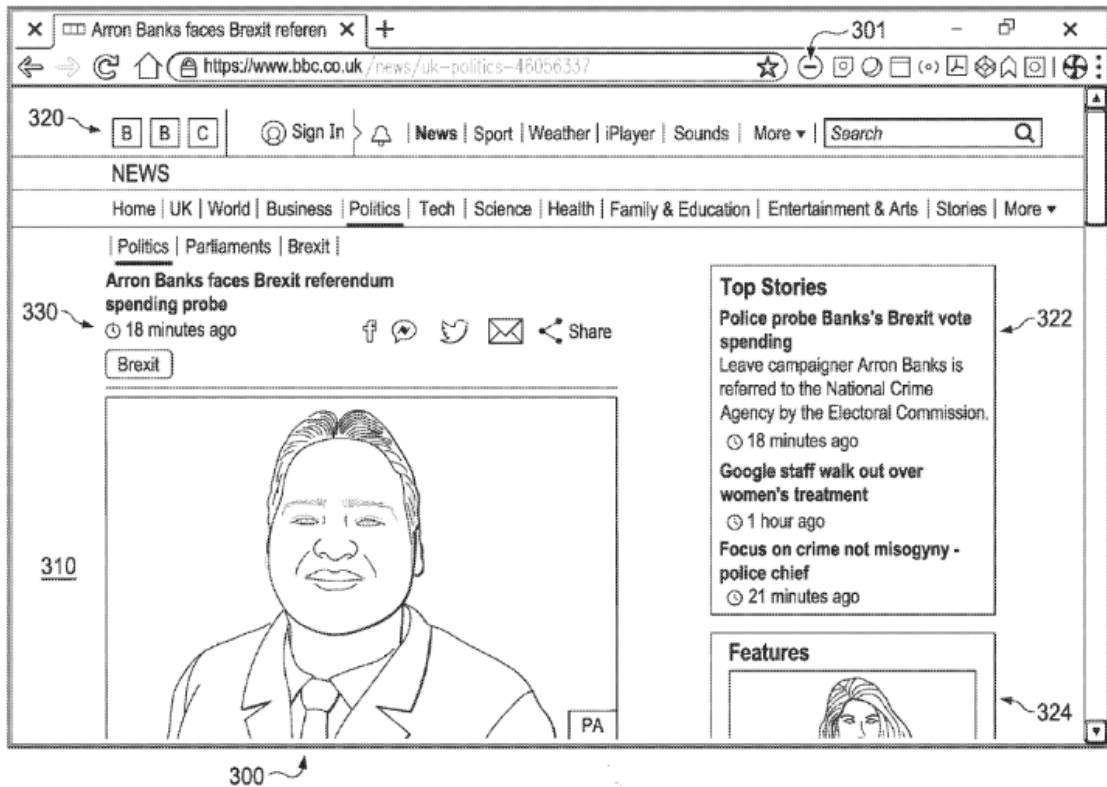 Arron Banks faces Brexit referen
301
https://www.bbc.co.uk/news/uk-politics-46056337
320
B B C Sign In News | Sport | Weather | iPlayer | Sounds | More | Search
NEWS
Home | UK | World | Business | Politics | Tech | Science | Health | Family & Education | Entertainment & Arts | Stories | More
| Politics | Parliaments | Brexit |
Arron Banks faces Brexit referendum
spending probe
330
18 minutes ago
Share
Brexit
PA
310
300
Top Stories
322
Police probe Banks's Brexit vote
spending
Leave campaigner Arron Banks is
referred to the National Crime
Agency by the Electoral Commission.
18 minutes ago
Google staff walk out over
women's treatment
1 hour ago
Focus on crime not misogyny -
police chief
21 minutes ago
Features
324